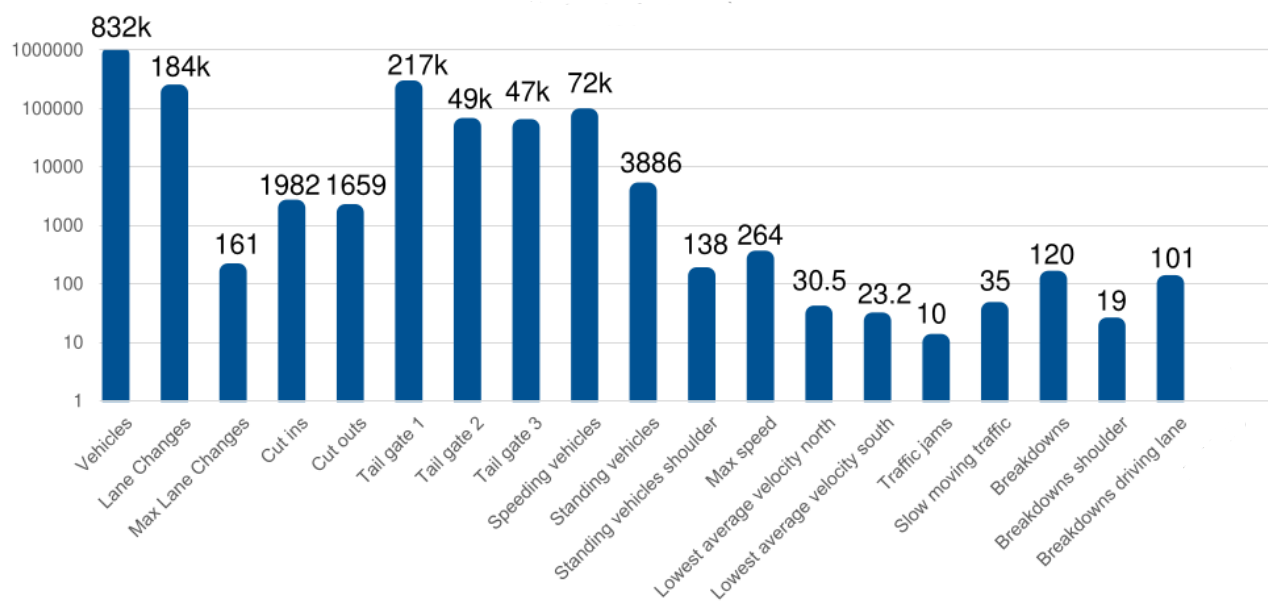 832k
184k
161
1982
1659
217k
49k
47k
72k
3886
138
264
30.5
23.2
10
35
120
19
101
1000000
100000
10000
1000
100
10
1
Vehicles
Lane Changes
Max Lane Changes
Cut ins
Cut outs
Tail gate 1
Tail gate 2
Tail gate 3
Speeding vehicles
Standing vehicles
Standing vehicles shoulder
Max speed
Lowest average velocity north
Lowest average velocity south
Traffic jams
Slow moving traffic
Breakdowns
Breakdowns shoulder
Breakdowns driving lane